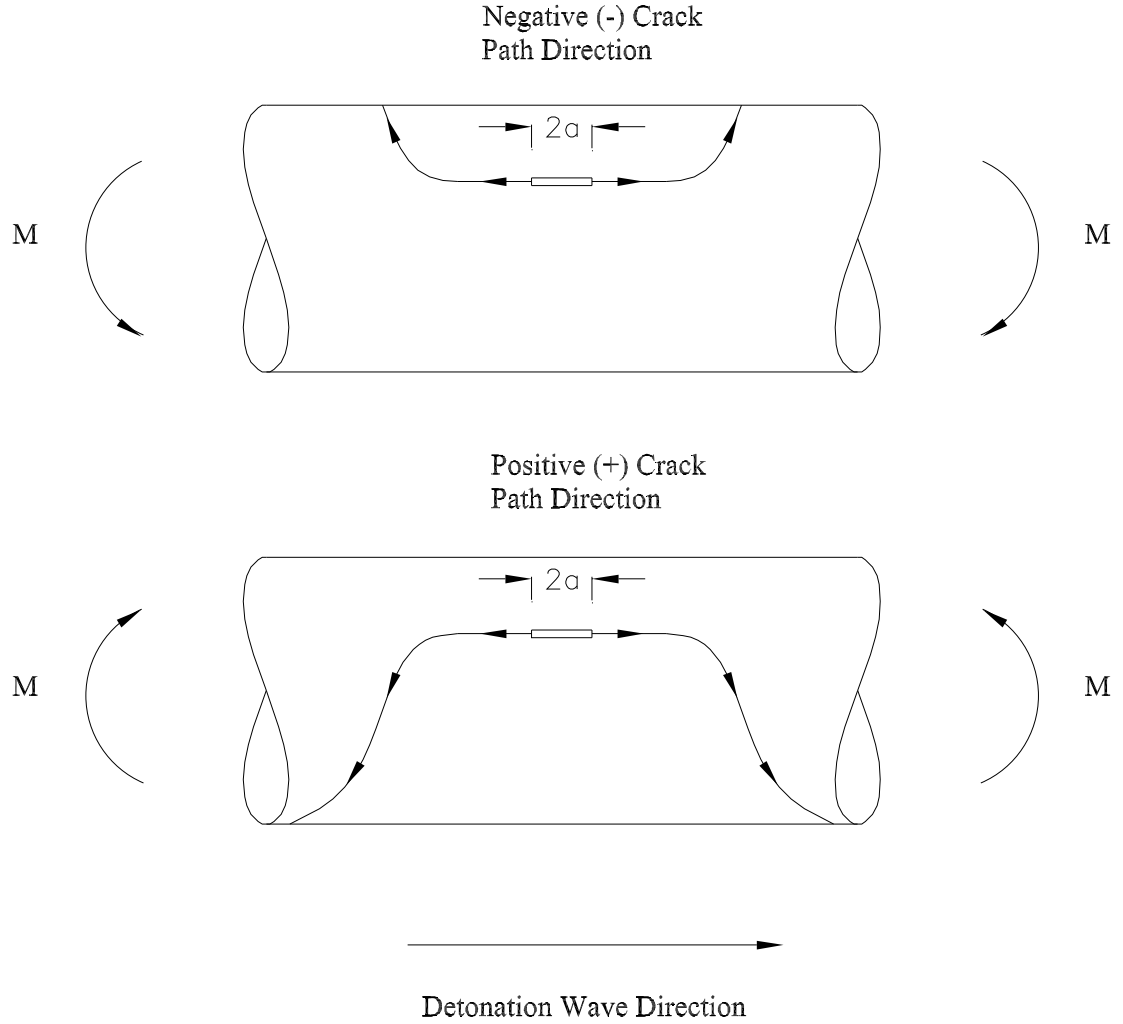 Negative (-) Crack
Path Direction
2a
M
M
Positive (+) Crack
Path Direction
2a
M
M
Detonation Wave Direction